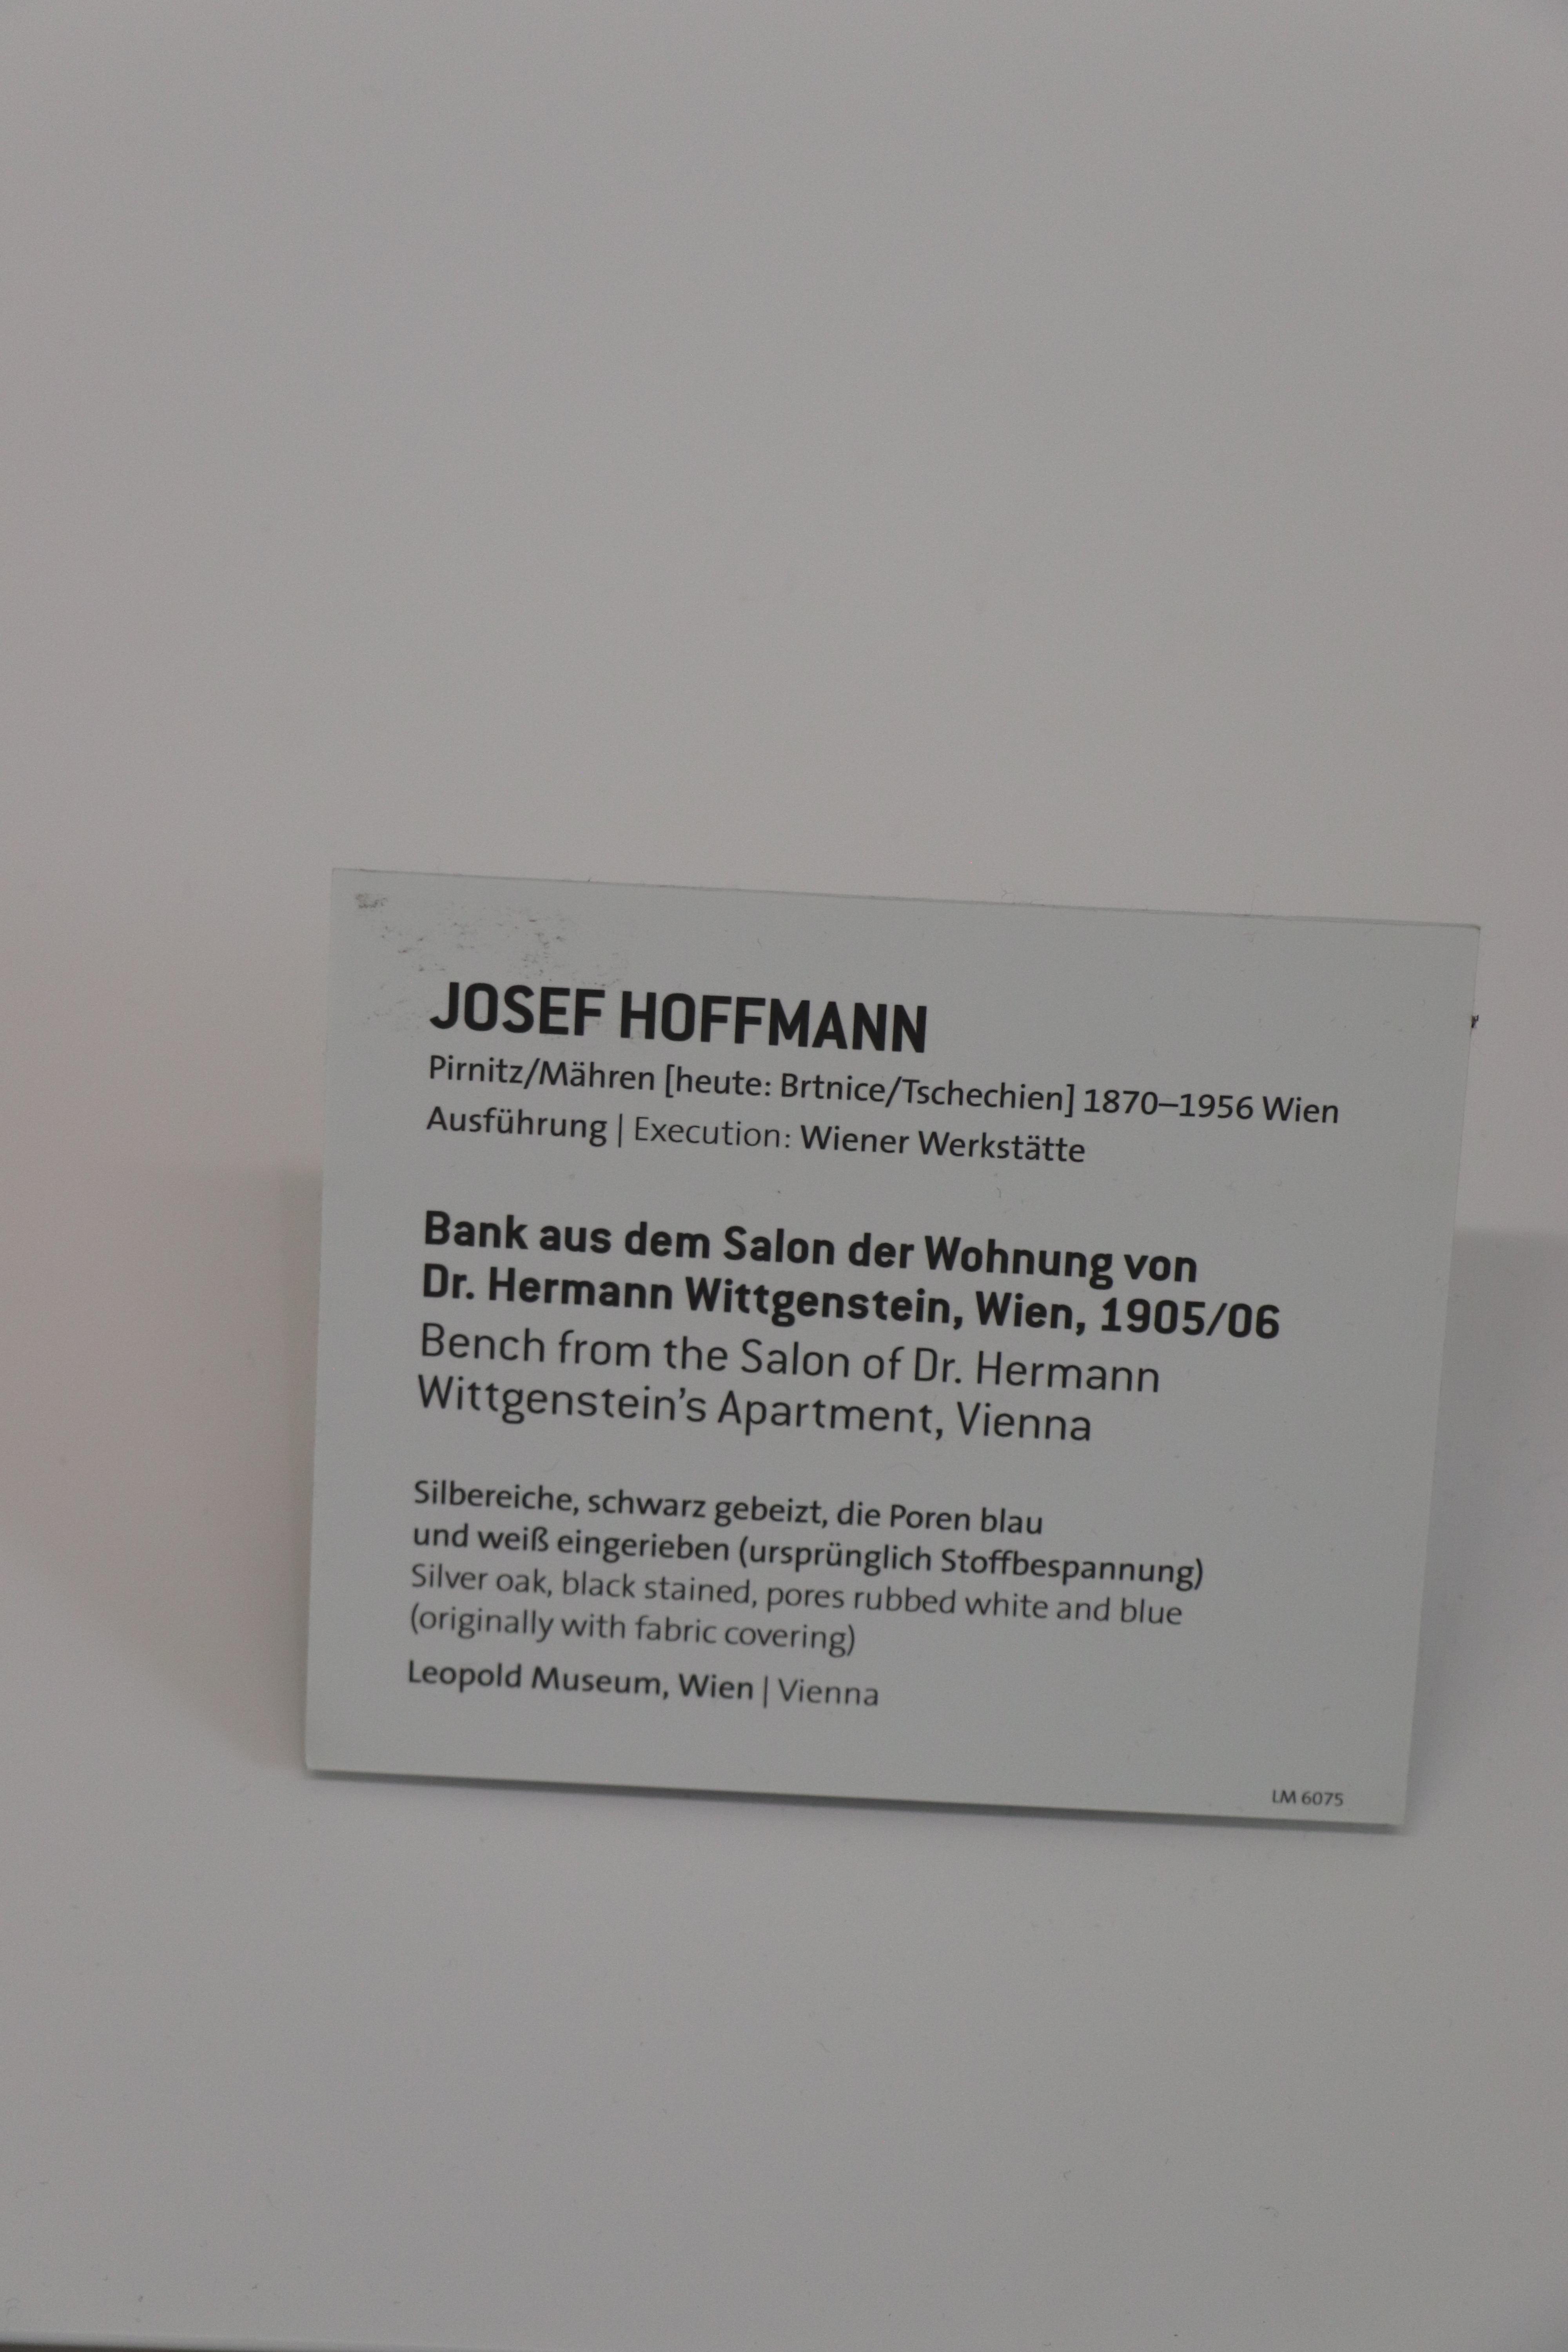 JOSEF HOFFMANN
Pirnitz/Mähren [heute: Brtnice/Tschechien] 1870–1956 Wien
Ausführung | Execution: Wiener Werkstätte
Bank aus dem Salon der Wohnung von
Dr. Hermann Wittgenstein, Wien, 1905/06
Bench from the Salon of Dr. Hermann
Wittgenstein’s Apartment, Vienna
Silbereiche, schwarz gebeizt, die Poren blau
und weiß eingerieben (ursprünglich Stoffbespannung)
Silver oak, black stained, pores rubbed white and blue
(originally with fabric covering)
Leopold Museum, Wien | Vienna
LM 6075